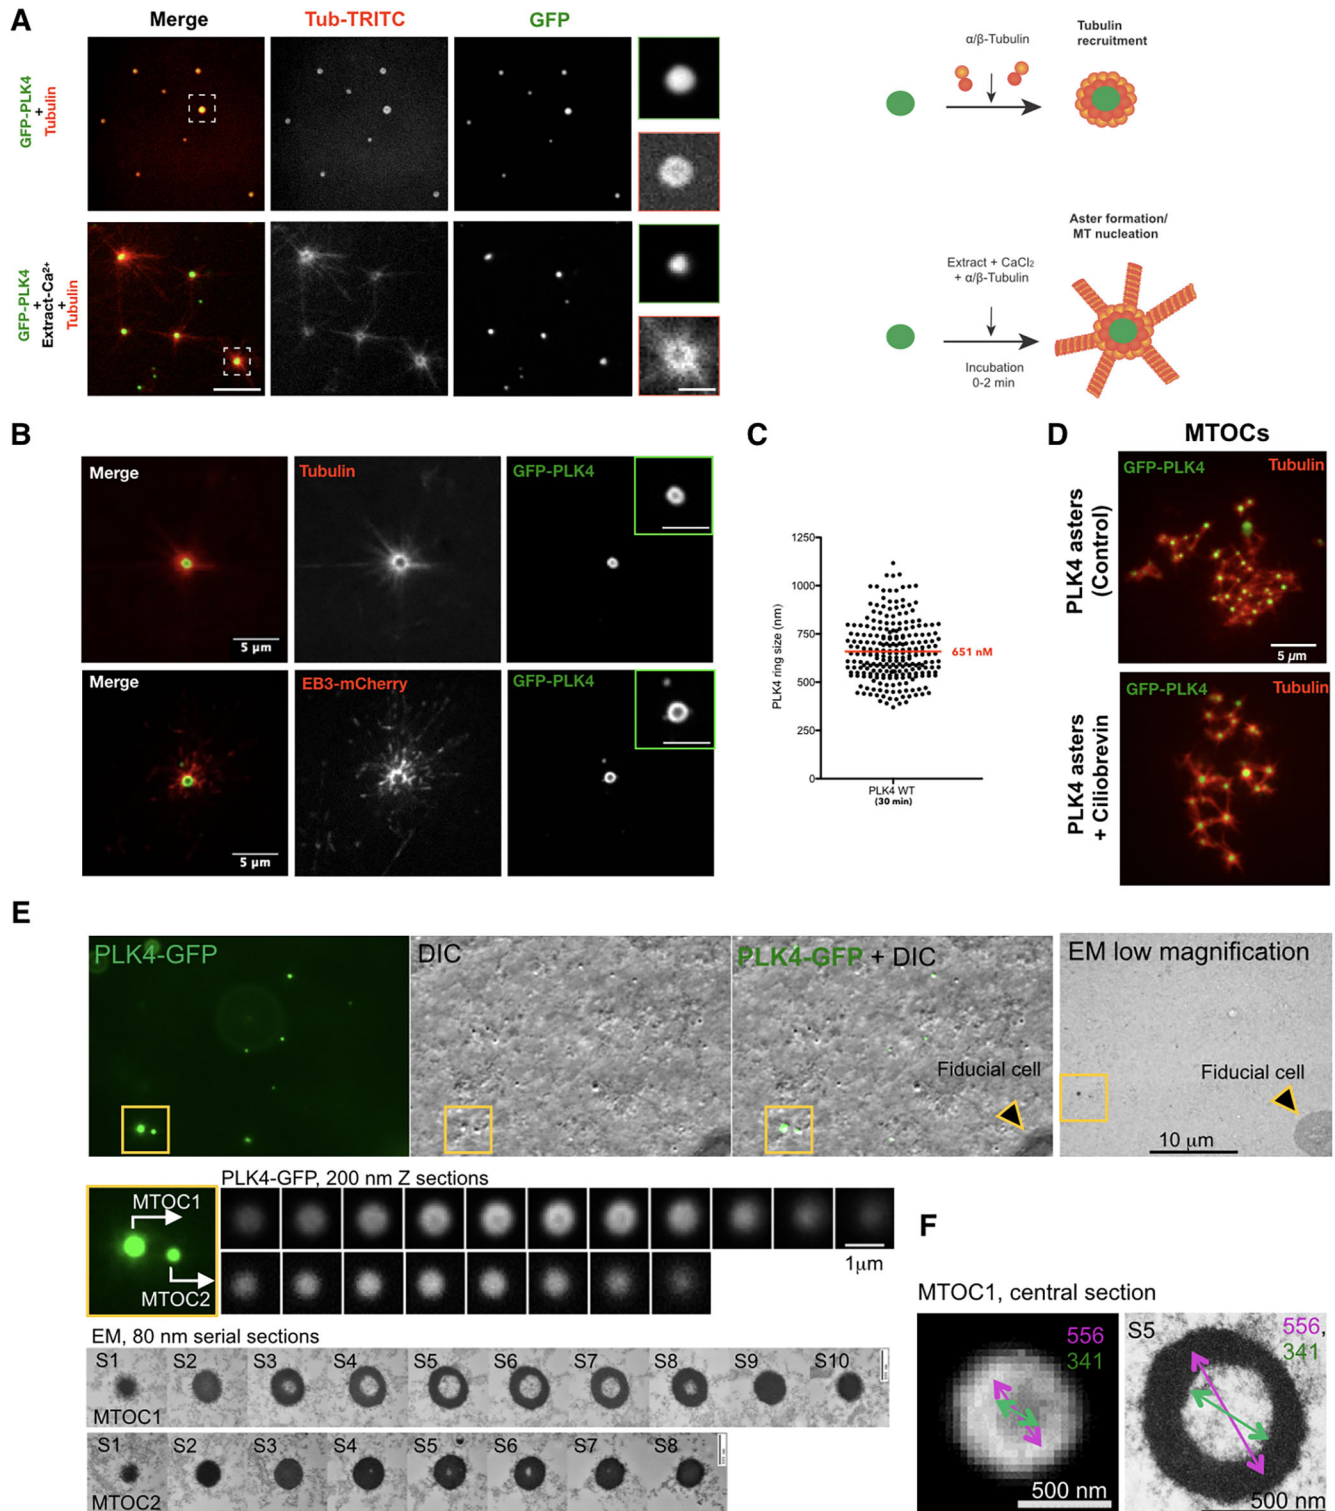 A
Merge
Tub-TRITC
GFP
GFP-PLK4
+
Tubulin
GFP-PLK4
+
Extract-Ca²⁺
+
Tubulin
α/β-Tubulin
Tubulin
recruitment
Aster formation/
MT nucleation
Extract + CaCl₂
+ α/β-Tubulin
Incubation
0-2 min
B
Merge
Tubulin
GFP-PLK4
5 µm
Merge
EB3-mCherry
GFP-PLK4
5 µm
C
PLK4 ring size (nm)
1250
1000
750
500
250
0
651 nM
PLK4 WT
(30 min)
D
MTOCs
PLK4 asters
(Control)
GFP-PLK4
Tubulin
5 µm
PLK4 asters
+ Ciliobrevin
GFP-PLK4
Tubulin
E
PLK4-GFP
DIC
PLK4-GFP + DIC
Fiducial cell
EM low magnification
Fiducial cell
10 µm
PLK4-GFP, 200 nm Z sections
MTOC1
MTOC2
1µm
EM, 80 nm serial sections
S1 S2 S3 S4 S5 S6 S7 S8 S9 S10
MTOC1
S1 S2 S3 S4 S5 S6 S7 S8
MTOC2
F
MTOC1, central section
556
341
500 nm
S5
556,
341
500 nm